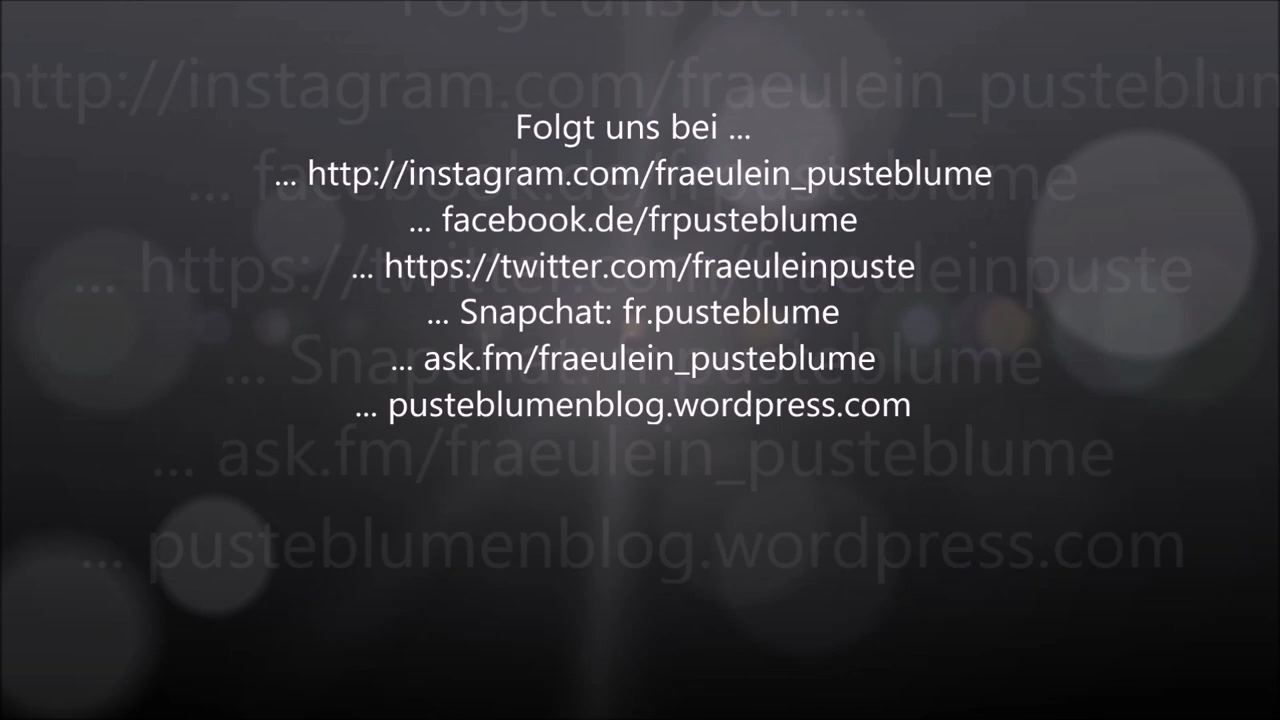 Folgt uns bei ...
... http://instagram.com/fraeulein_pusteblume
... facebook.de/frpusteblume
... https://twitter.com/fraeuleinpuste
... Snapchat: fr.pusteblume
... ask.fm/fraeulein_pusteblume
... pusteblumenblog.wordpress.com